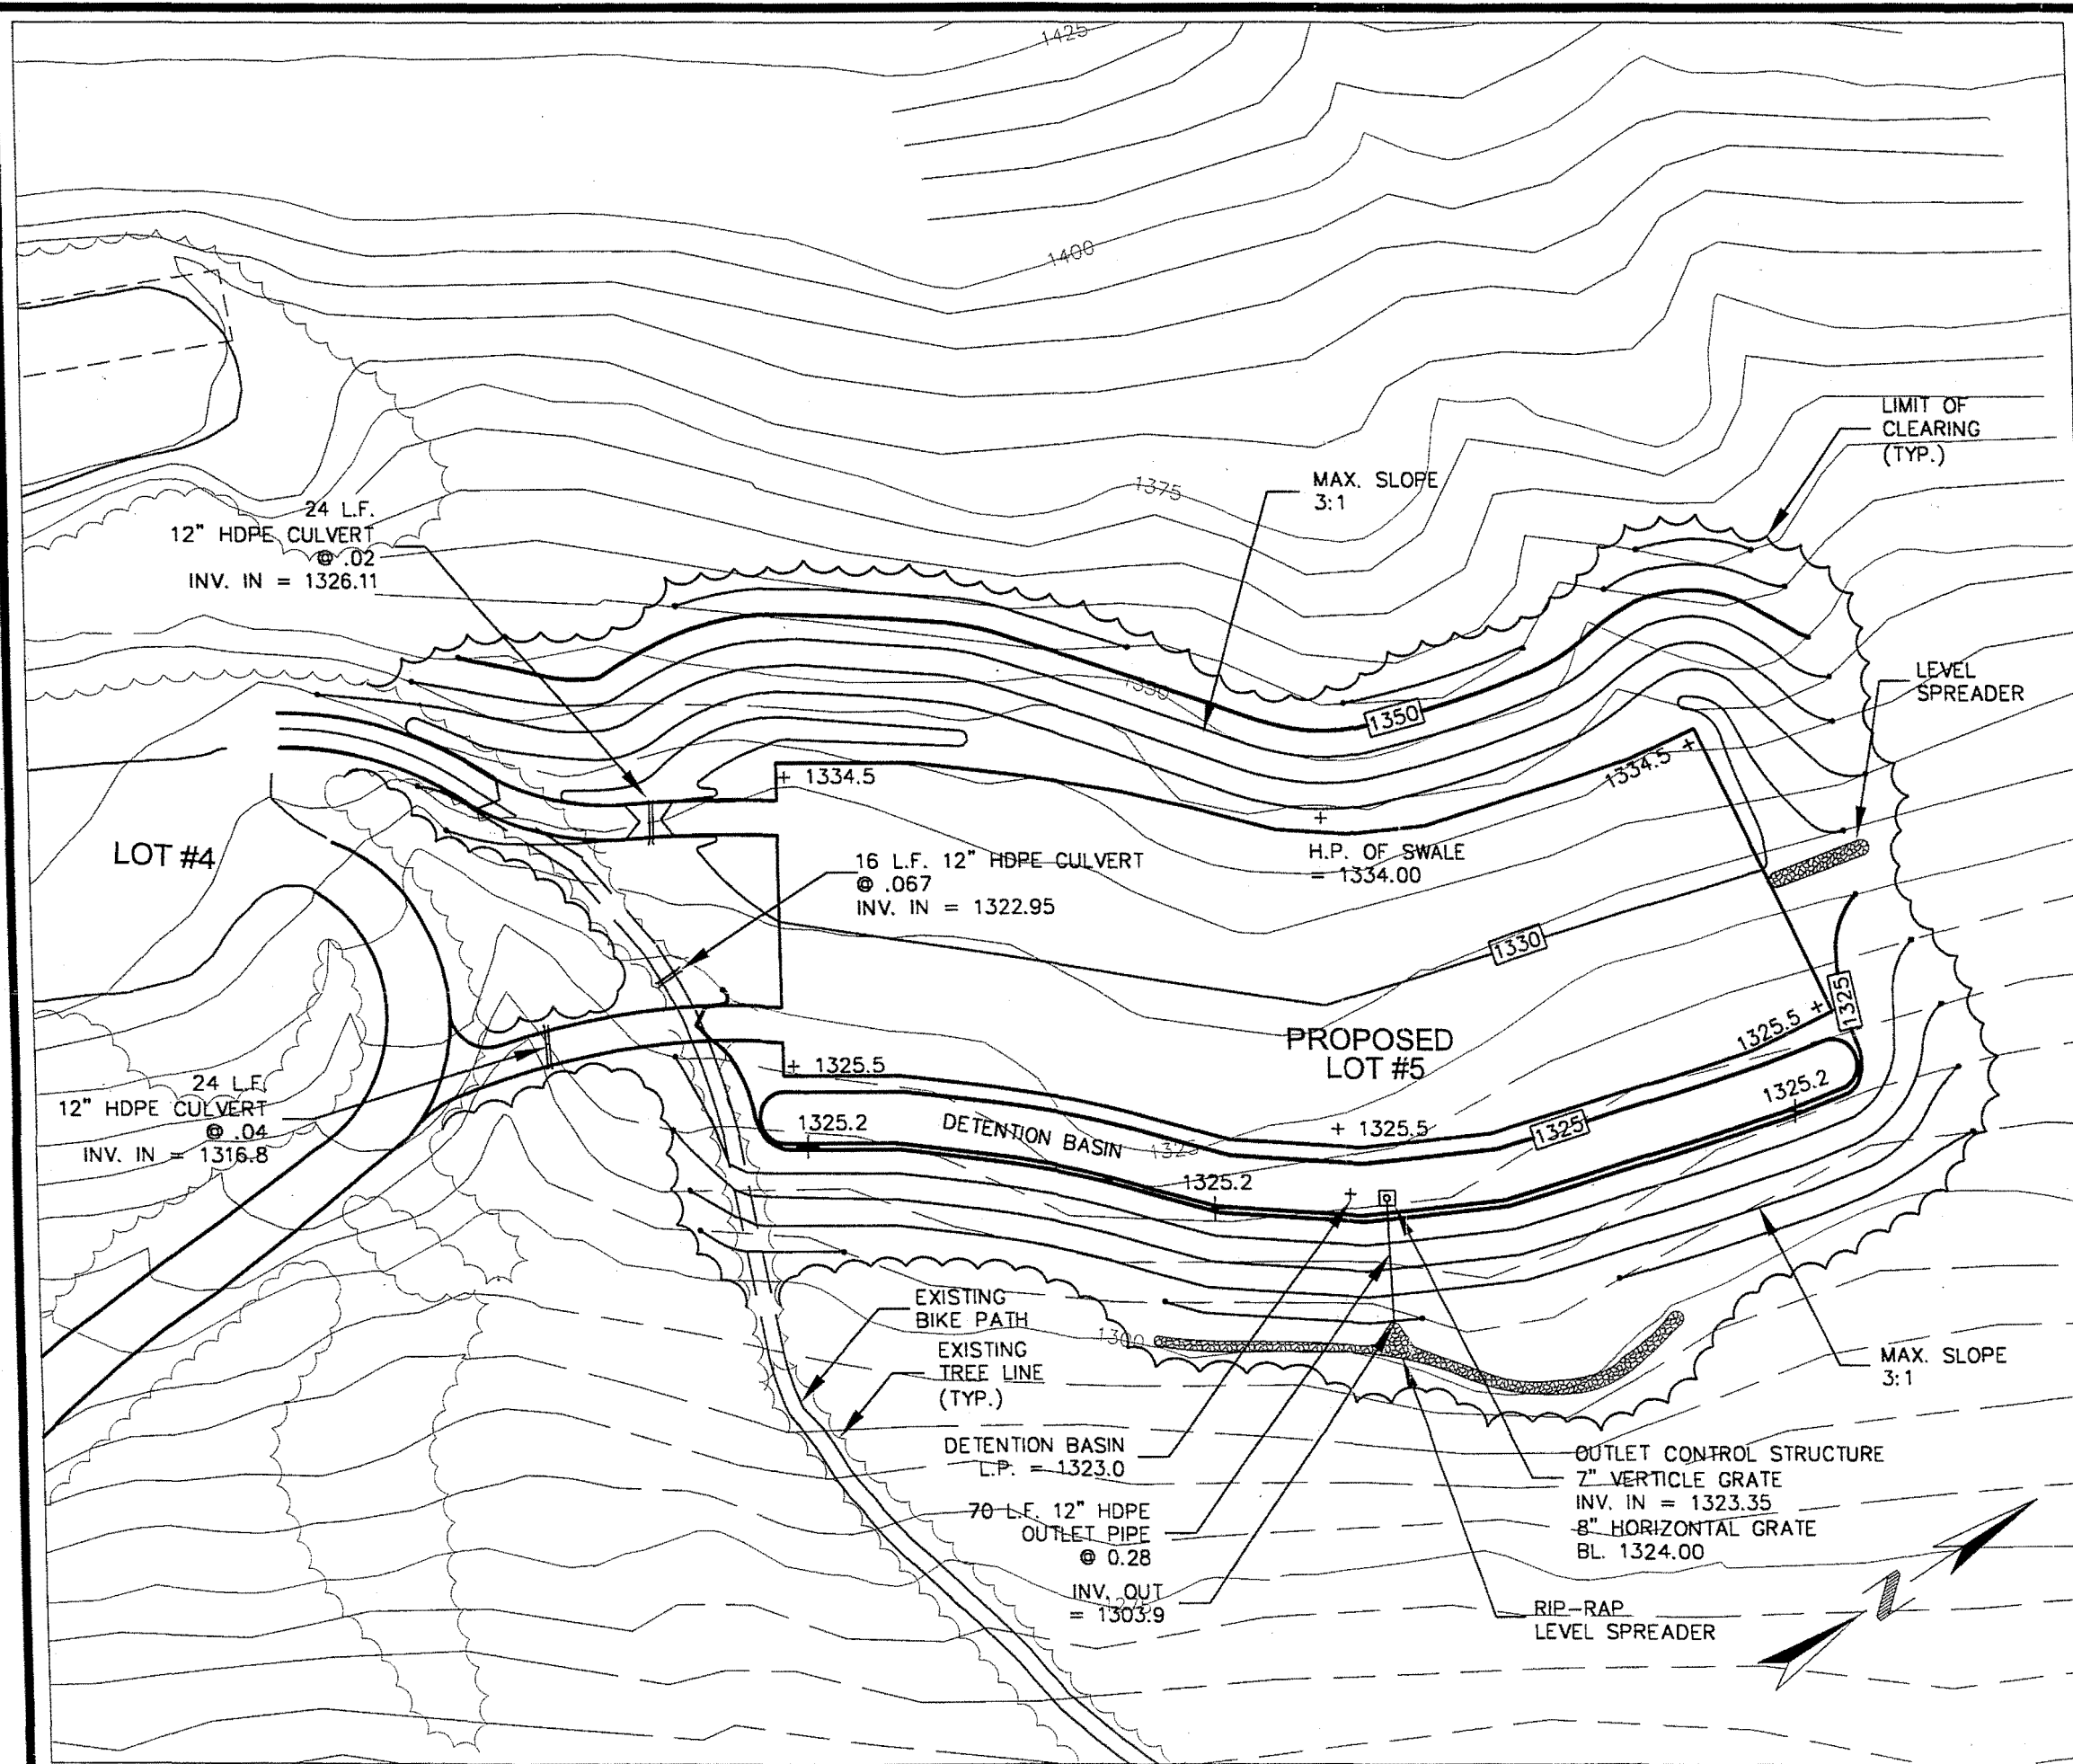 1425
1400
LIMIT OF
CLEARING
(TYP.)
1375
MAX. SLOPE
3:1
24 L.F.
12" HDPE CULVERT
@ .02
INV. IN = 1326.11
LEVEL
SPREADER
1350
1350
1334.5
1334.5
LOT #4
16 L.F. 12" HDPE CULVERT
@ .067
INV. IN = 1322.95
H.P. OF SWALE
= 1334.00
1330
1325
PROPOSED
LOT #5
1325.5
1325.5
24 L.F.
12" HDPE CULVERT
@ .04
INV. IN = 1316.8
1325.2
1325.2
DETENTION BASIN
1325
1325.5
1325
1325.2
EXISTING
BIKE PATH
1300
EXISTING
TREE LINE
(TYP.)
MAX. SLOPE
3:1
DETENTION BASIN
L.P. = 1323.0
OUTLET CONTROL STRUCTURE
7" VERTICLE GRATE
INV. IN = 1323.35
8" HORIZONTAL GRATE
BL. 1324.00
70 L.F. 12" HDPE
OUTLET PIPE
@ 0.28
INV. OUT
= 1303.9
1275
RIP-RAP
LEVEL SPREADER
Z